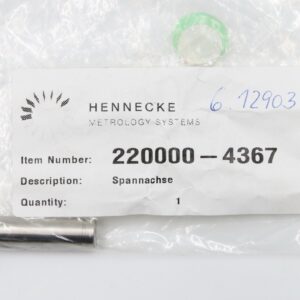 HENNECKE
METROLOGY SYSTEMS
6.12903
Item Number: 220000-4367
Description: Spannachse
Quantity: 1